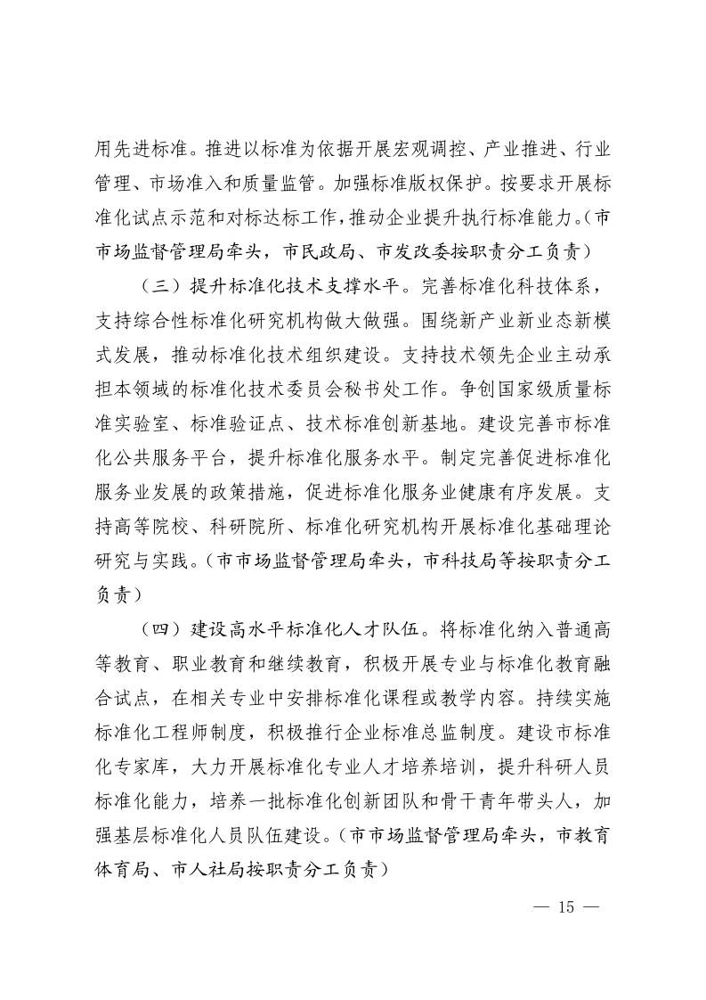 用先进标准。推进以标准为依据开展宏观调控、产业推进、行业
管理、市场准入和质量监管。加强标准版权保护。按要求开展标
准化试点示范和对标达标工作，推动企业提升执行标准能力。（市
市场监督管理局牵头，市民政局、市发改委按职责分工负责）
（三）提升标准化技术支撑水平。完善标准化科技体系，
支持综合性标准化研究机构做大做强。围绕新产业新业态新模
式发展，推动标准化技术组织建设。支持技术领先企业主动承
担本领域的标准化技术委员会秘书处工作。争创国家级质量标
准实验室、标准验证点、技术标准创新基地。建设完善市标准
化公共服务平台，提升标准化服务水平。制定完善促进标准化
服务业发展的政策措施，促进标准化服务业健康有序发展。支
持高等院校、科研院所、标准化研究机构开展标准化基础理论
研究与实践。（市市场监督管理局牵头，市科技局等按职责分工
负责）
（四）建设高水平标准化人才队伍。将标准化纳入普通高
等教育、职业教育和继续教育，积极开展专业与标准化教育融
合试点，在相关专业中安排标准化课程或教学内容。持续实施
标准化工程师制度，积极推行企业标准总监制度。建设市标准
化专家库，大力开展标准化专业人才培养培训，提升科研人员
标准化能力，培养一批标准化创新团队和骨干青年带头人，加
强基层标准化人员队伍建设。（市市场监督管理局牵头，市教育
体育局、市人社局按职责分工负责）
— 15 —